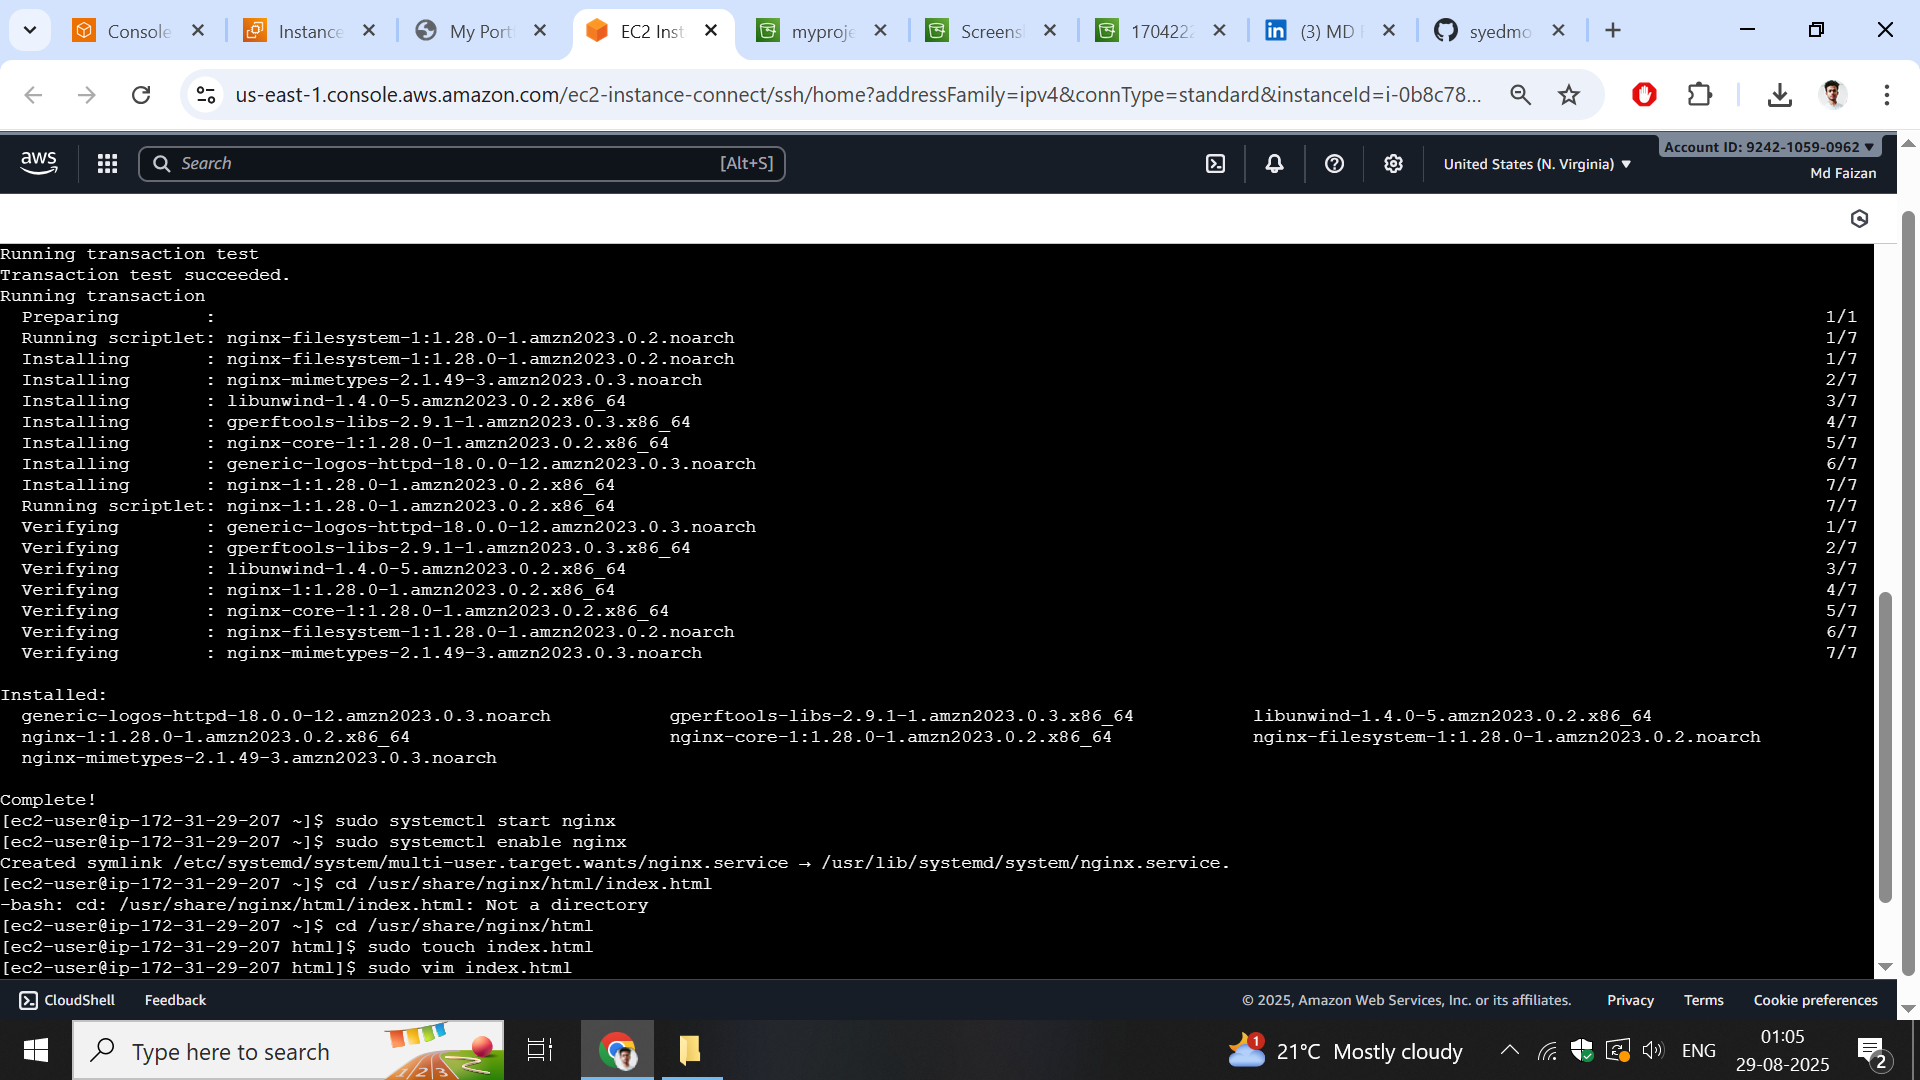 Console
Instance
My Port
EC2 Inst
myproje
Screens
170422
(3) MD
syedmo
us-east-1.console.aws.amazon.com/ec2-instance-connect/ssh/home?addressFamily=ipv4&connType=standard&instanceId=i-0b8c78...
aws
Search
[Alt+S]
United States (N. Virginia)
Account ID: 9242-1059-0962
Md Faizan
Running transaction test
Transaction test succeeded.
Running transaction
Preparing : 1/1
Running scriptlet: nginx-filesystem-1:1.28.0-1.amzn2023.0.2.noarch 1/7
Installing : nginx-filesystem-1:1.28.0-1.amzn2023.0.2.noarch 1/7
Installing : nginx-mimetypes-2.1.49-3.amzn2023.0.3.noarch 2/7
Installing : libunwind-1.4.0-5.amzn2023.0.2.x86_64 3/7
Installing : gperftools-libs-2.9.1-1.amzn2023.0.3.x86_64 4/7
Installing : nginx-core-1:1.28.0-1.amzn2023.0.2.x86_64 5/7
Installing : generic-logos-httpd-18.0.0-12.amzn2023.0.3.noarch 6/7
Installing : nginx-1:1.28.0-1.amzn2023.0.2.x86_64 7/7
Running scriptlet: nginx-1:1.28.0-1.amzn2023.0.2.x86_64 7/7
Verifying : generic-logos-httpd-18.0.0-12.amzn2023.0.3.noarch 1/7
Verifying : gperftools-libs-2.9.1-1.amzn2023.0.3.x86_64 2/7
Verifying : libunwind-1.4.0-5.amzn2023.0.2.x86_64 3/7
Verifying : nginx-1:1.28.0-1.amzn2023.0.2.x86_64 4/7
Verifying : nginx-core-1:1.28.0-1.amzn2023.0.2.x86_64 5/7
Verifying : nginx-filesystem-1:1.28.0-1.amzn2023.0.2.noarch 6/7
Verifying : nginx-mimetypes-2.1.49-3.amzn2023.0.3.noarch 7/7
Installed:
generic-logos-httpd-18.0.0-12.amzn2023.0.3.noarch gperftools-libs-2.9.1-1.amzn2023.0.3.x86_64 libunwind-1.4.0-5.amzn2023.0.2.x86_64
nginx-1:1.28.0-1.amzn2023.0.2.x86_64 nginx-core-1:1.28.0-1.amzn2023.0.2.x86_64 nginx-filesystem-1:1.28.0-1.amzn2023.0.2.noarch
nginx-mimetypes-2.1.49-3.amzn2023.0.3.noarch
Complete!
[ec2-user@ip-172-31-29-207 ~]$ sudo systemctl start nginx
[ec2-user@ip-172-31-29-207 ~]$ sudo systemctl enable nginx
Created symlink /etc/systemd/system/multi-user.target.wants/nginx.service → /usr/lib/systemd/system/nginx.service.
[ec2-user@ip-172-31-29-207 ~]$ cd /usr/share/nginx/html/index.html
-bash: cd: /usr/share/nginx/html/index.html: Not a directory
[ec2-user@ip-172-31-29-207 ~]$ cd /usr/share/nginx/html
[ec2-user@ip-172-31-29-207 html]$ sudo touch index.html
[ec2-user@ip-172-31-29-207 html]$ sudo vim index.html
CloudShell
Feedback
© 2025, Amazon Web Services, Inc. or its affiliates.
Privacy
Terms
Cookie preferences
Type here to search
1
21°C Mostly cloudy
ENG
01:05
29-08-2025
2